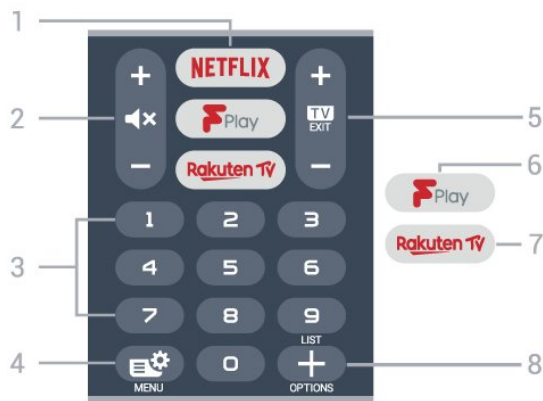 1
NETFLIX
+ +
2
Play
TV
EXIT
5
- -
Rakuten TV
6
Play
1 2 3
Rakuten TV
7
3
4 5 6
7 8 9
LIST
4
0
+
8
MENU
OPTIONS